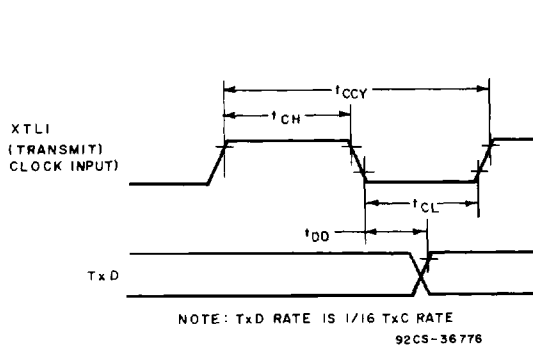 tCCY
tCH
XTLI
(TRANSMIT)
CLOCK INPUT)
tCL
tDD
TxD
NOTE: TxD RATE IS 1/16 TxC RATE
92CS-36776